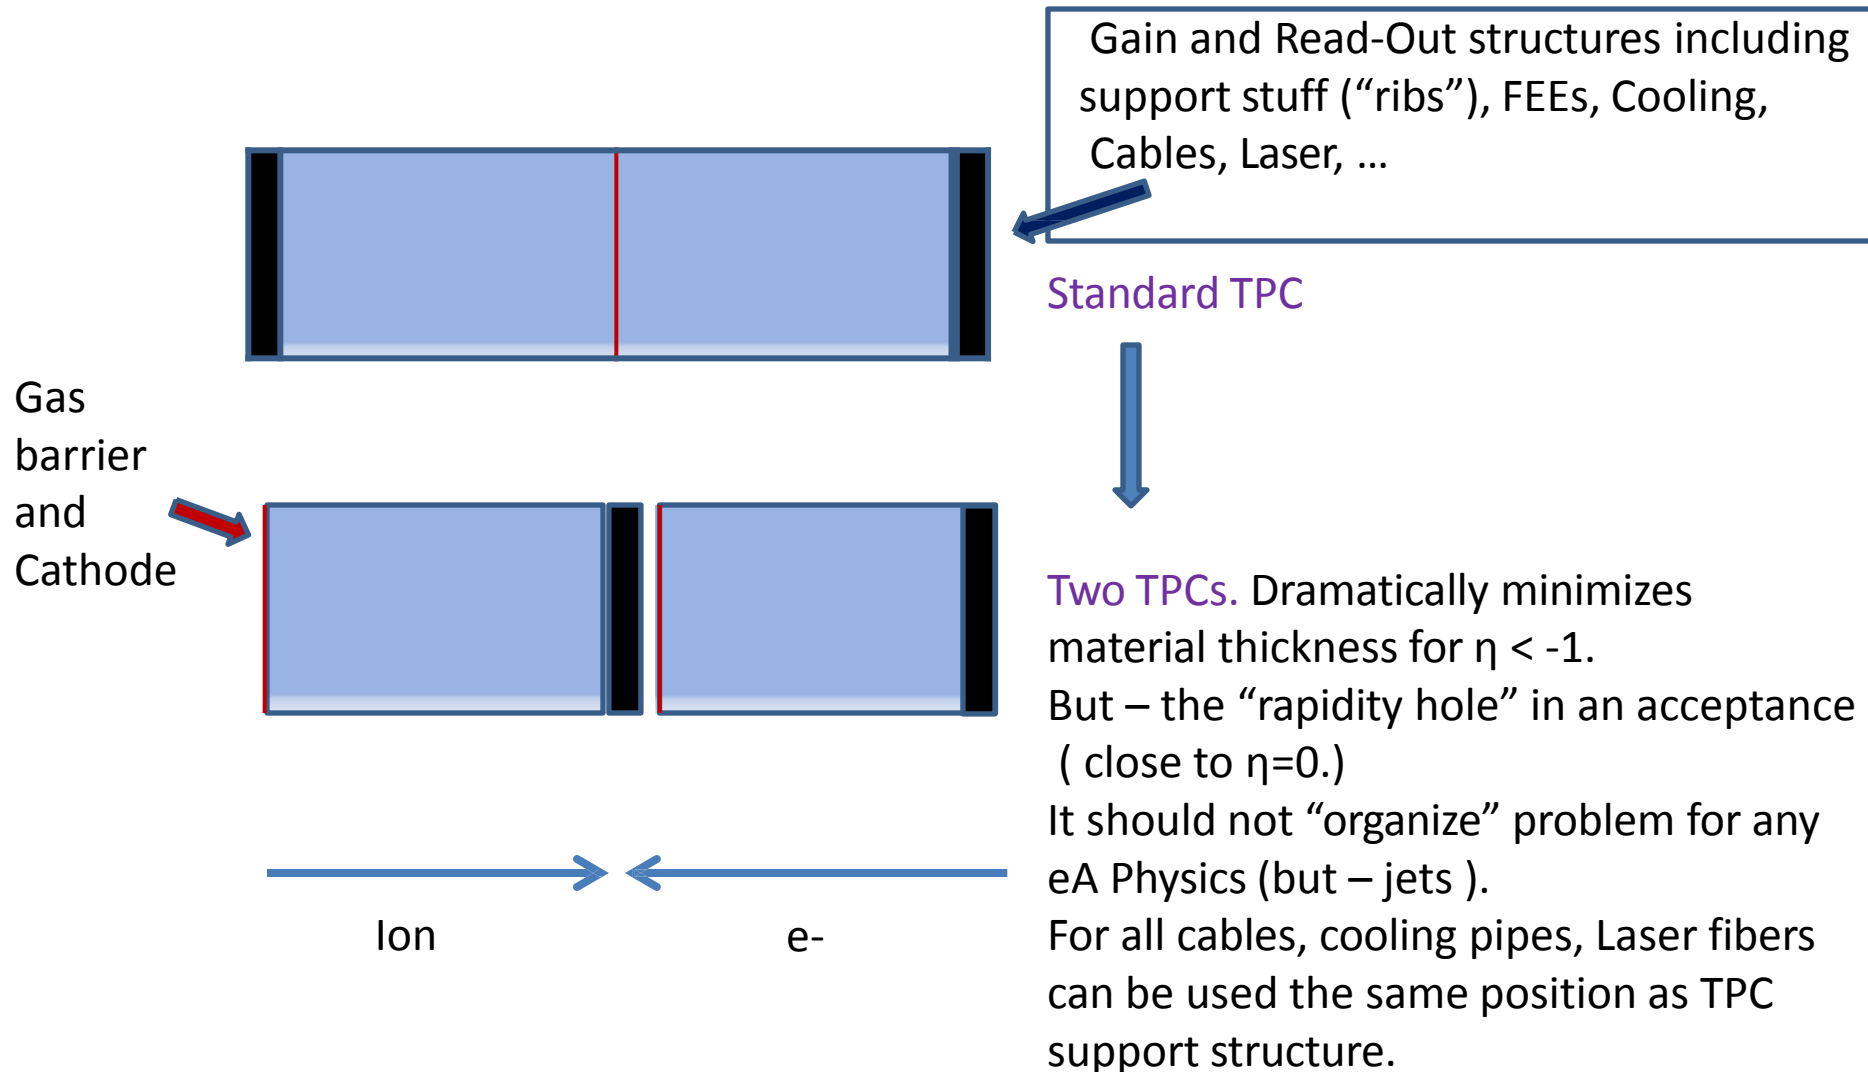 Gain and Read-Out structures including
support stuff (“ribs”), FEEs, Cooling,
Cables, Laser, ...
Standard TPC
Gas
barrier
and
Cathode
Two TPCs. Dramatically minimizes
material thickness for η < -1.
But – the “rapidity hole” in an acceptance
( close to η=0.)
It should not “organize” problem for any
eA Physics (but – jets ).
For all cables, cooling pipes, Laser fibers
can be used the same position as TPC
support structure.
Ion
e-